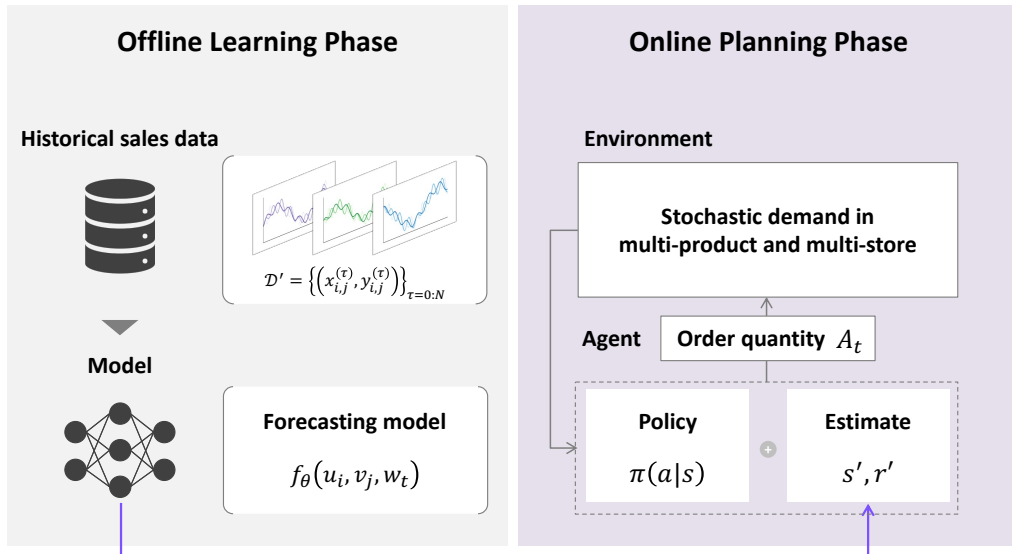 Offline Learning Phase
Historical sales data
𝒟′ = {(x_{i,j}^{(τ)}, y_{i,j}^{(τ)})}_{τ=0:N}
Model
Forecasting model
f_θ(u_i, v_j, w_t)
Online Planning Phase
Environment
Stochastic demand in
multi-product and multi-store
Agent
Order quantity A_t
Policy
π(a|s)
+
Estimate
s′, r′